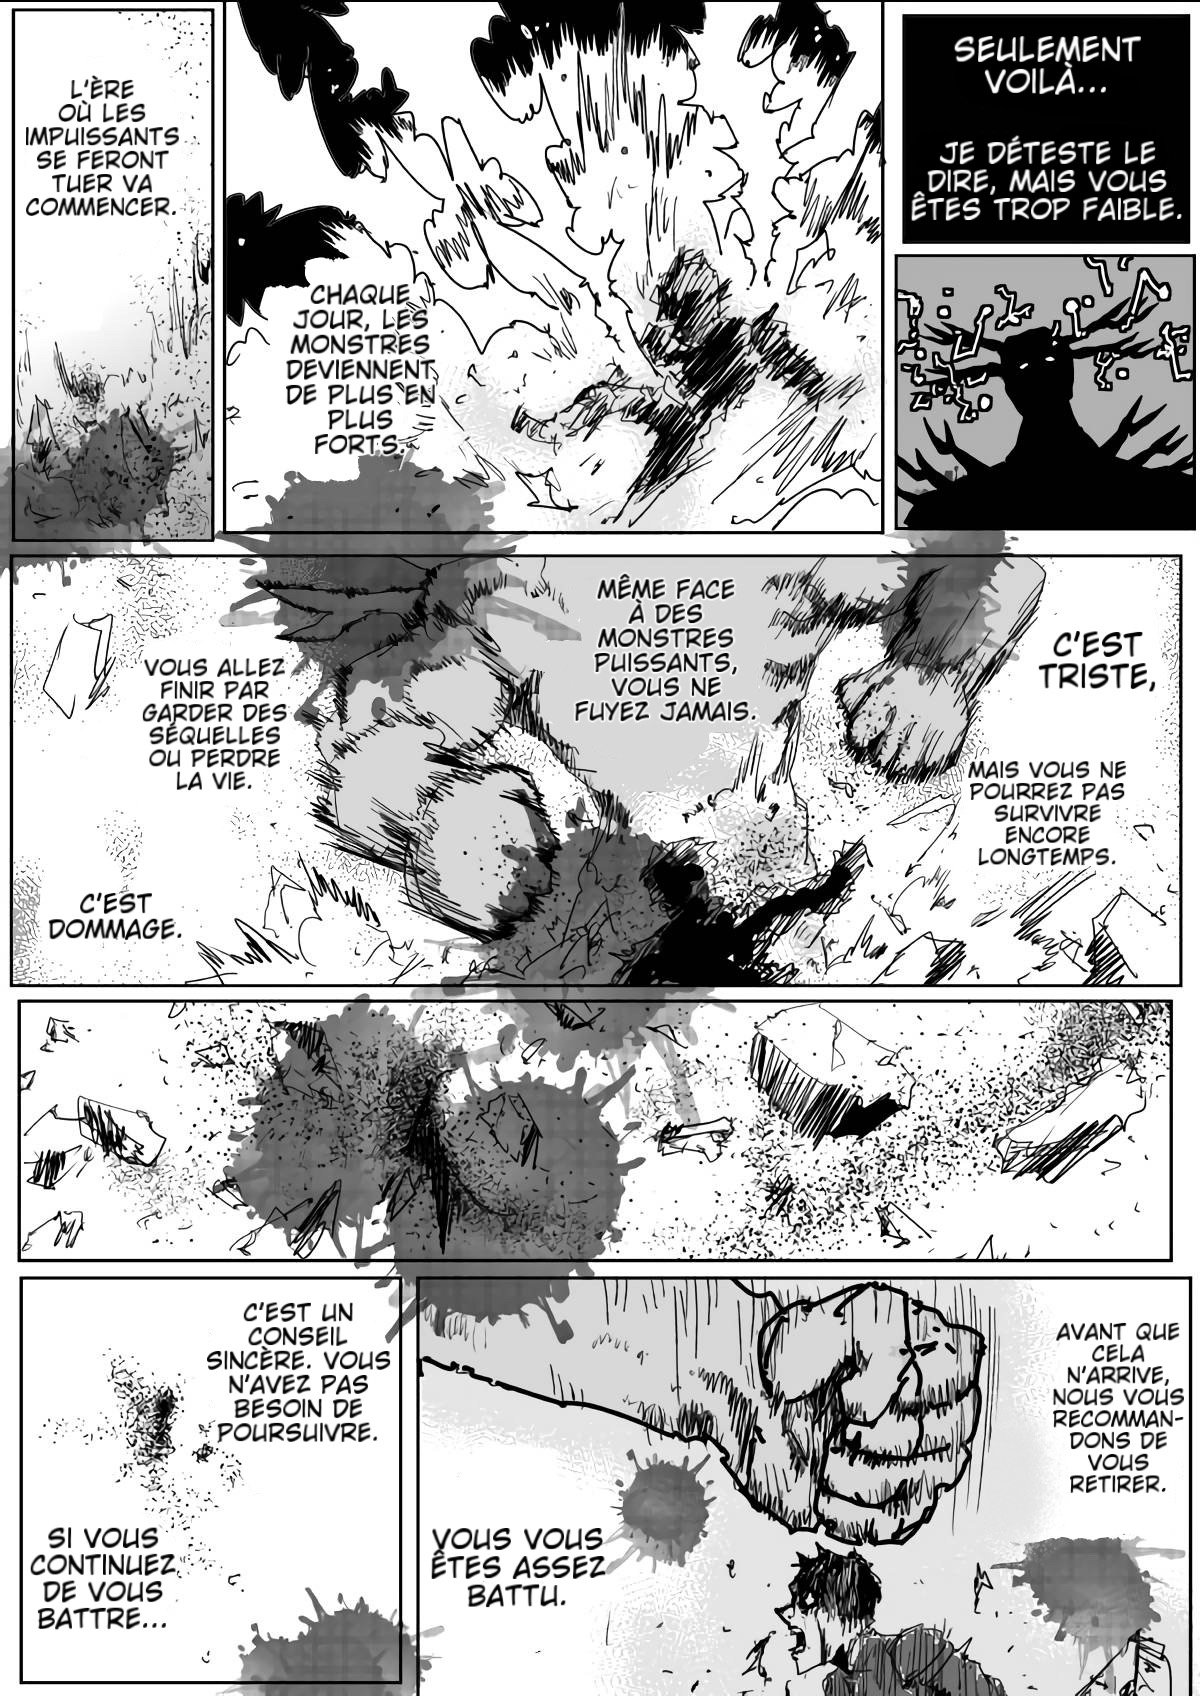 SEULEMENT
VOILÀ...
JE DÉTESTE LE
DIRE, MAIS VOUS
ÊTES TROP FAIBLE.
CHAQUE
JOUR, LES
MONSTRES
DEVIENNENT
DE PLUS EN
PLUS
FORTS.
L'ÈRE
OÙ LES
IMPUISSANTS
SE FERONT
TUER VA
COMMENCER.
C'EST
TRISTE,
MAIS VOUS NE
POURREZ PAS
SURVIVRE
ENCORE
LONGTEMPS.
MÊME FACE
À DES
MONSTRES
PUISSANTS,
VOUS NE
FUYEZ JAMAIS.
VOUS ALLEZ
FINIR PAR
GARDER DES
SÉQUELLES
OU PERDRE
LA VIE.
C'EST
DOMMAGE.
AVANT QUE
CELA
N'ARRIVE,
NOUS VOUS
RECOMMAN-
DONS DE
VOUS
RETIRER.
VOUS VOUS
ÊTES ASSEZ
BATTU.
C'EST UN
CONSEIL
SINCÈRE. VOUS
N'AVEZ PAS
BESOIN DE
POURSUIVRE.
SI VOUS
CONTINUEZ
DE VOUS
BATTRE...